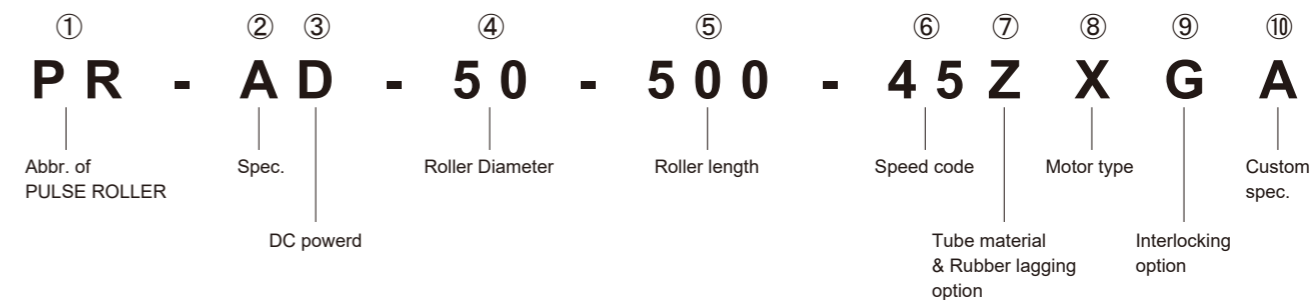 ① ② ③ ④ ⑤ ⑥ ⑦ ⑧ ⑨ ⑩
PR - AD - 50 - 500 - 45Z X G A
Abbr. of
PULSE ROLLER
Spec.
Roller Diameter
Roller length
Speed code
Motor type
Custom
spec.
DC powerd
Tube material
& Rubber lagging
option
Interlocking
option